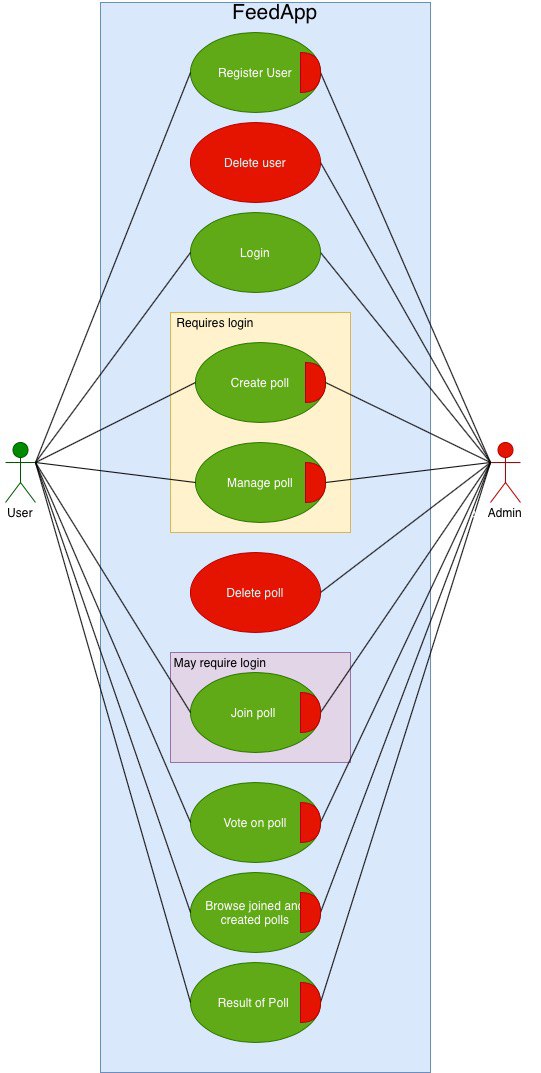 FeedApp
Register User
Delete user
Login
Requires login
Create poll
Manage poll
User
Admin
Delete poll
May require login
Join poll
Vote on poll
Browse joined and
created polls
Result of Poll